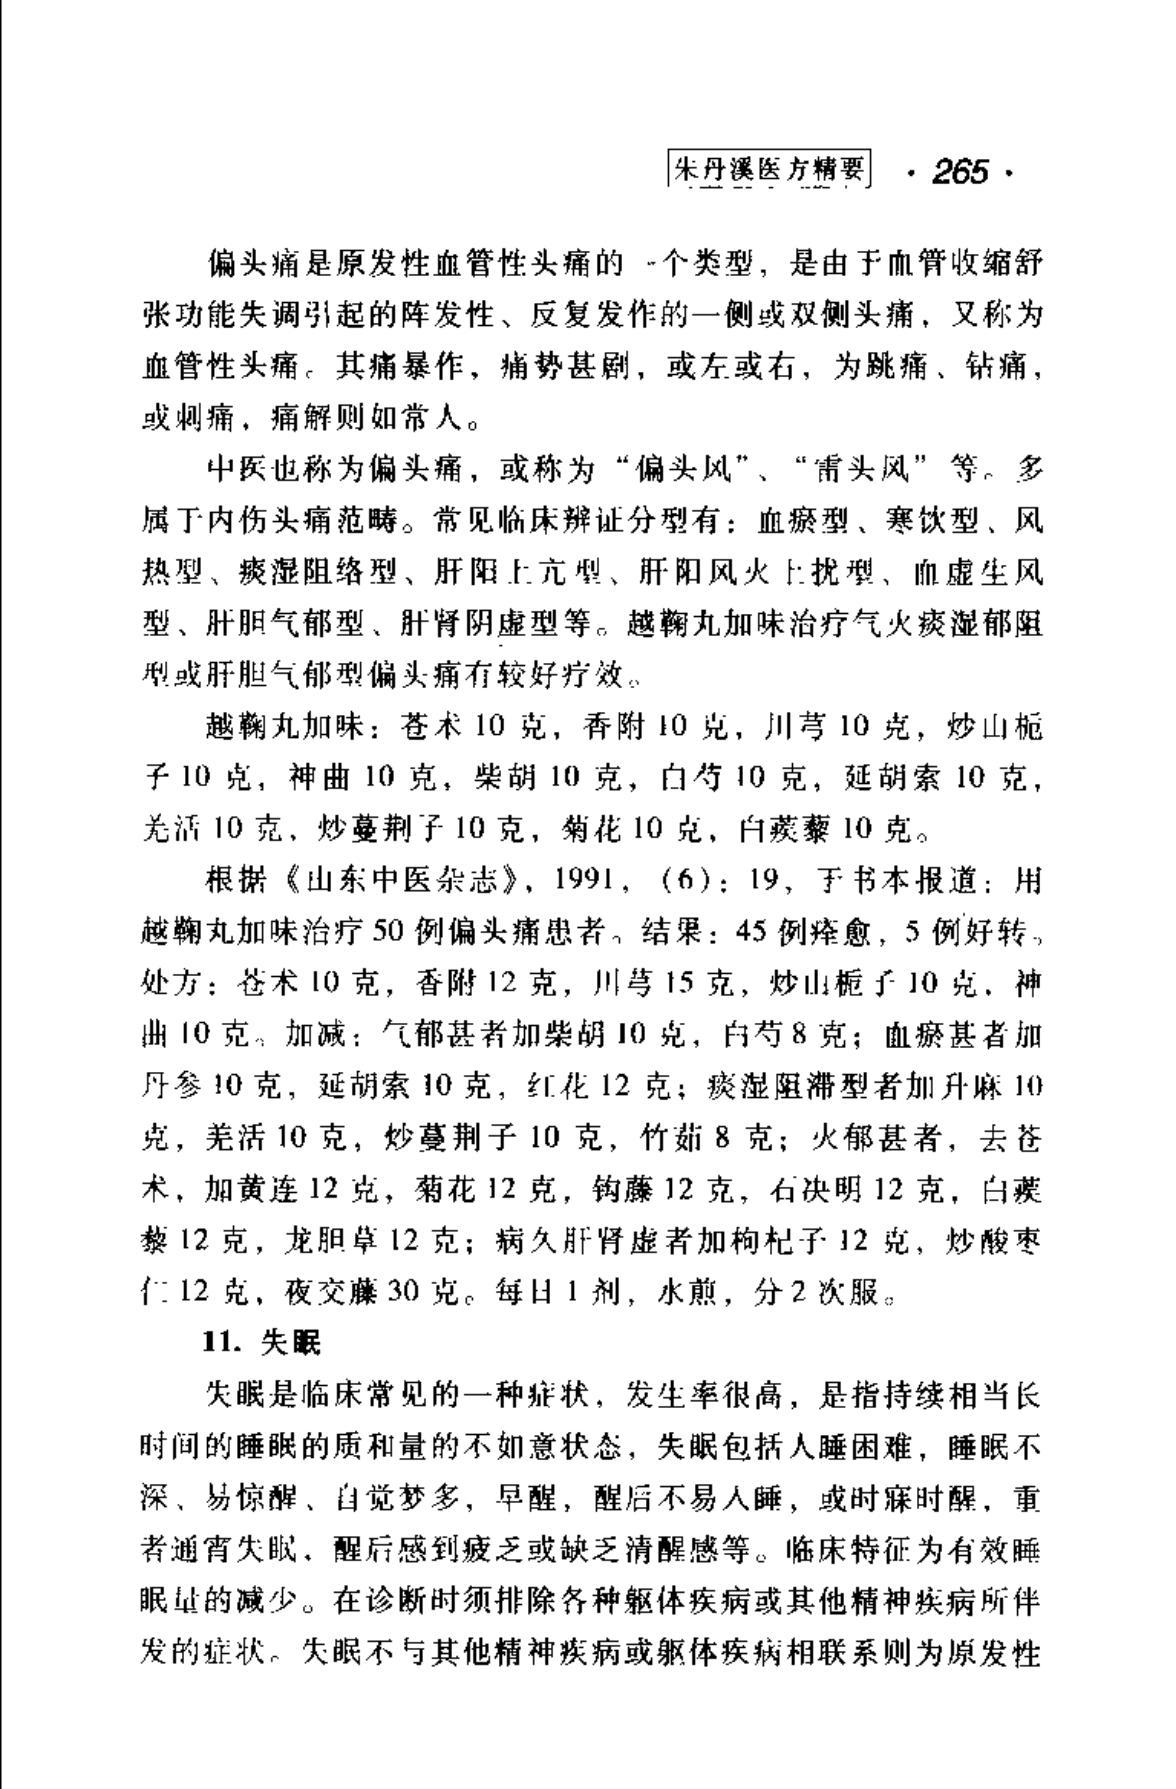 朱丹溪医方精要 · 265 ·
偏头痛是原发性血管性头痛的一个类型，是由于血管收缩舒
张功能失调引起的阵发性、反复发作的一侧或双侧头痛，又称为
血管性头痛。其痛暴作，痛势甚剧，或左或右，为跳痛、钻痛，
或刺痛，痛解则如常人。
中医也称为偏头痛，或称为“偏头风”、“雷头风”等。多
属于内伤头痛范畴。常见临床辨证分型有：血瘀型、寒饮型、风
热型、痰湿阻络型、肝阳上亢型、肝阳风火上扰型、血虚生风
型、肝胆气郁型、肝肾阴虚型等。越鞠丸加味治疗气火痰湿郁阻
型或肝胆气郁型偏头痛有较好疗效。
越鞠丸加味：苍术 10 克，香附 10 克，川芎 10 克，炒山栀
子 10 克，神曲 10 克，柴胡 10 克，白芍 10 克，延胡索 10 克，
羌活 10 克，炒蔓荆子 10 克，菊花 10 克，白蒺藜 10 克。
根据《山东中医杂志》，1991，（6）：19，于书本报道：用
越鞠丸加味治疗 50 例偏头痛患者。结果：45 例痊愈，5 例好转。
处方：苍术 10 克，香附 12 克，川芎 15 克，炒山栀子 10 克，神
曲 10 克。加减：气郁甚者加柴胡 10 克，白芍 8 克；血瘀甚者加
丹参 10 克，延胡索 10 克，红花 12 克；痰湿阻滞型者加升麻 10
克，羌活 10 克，炒蔓荆子 10 克，竹茹 8 克；火郁甚者，去苍
术，加黄连 12 克，菊花 12 克，钩藤 12 克，石决明 12 克，白蒺
藜 12 克，龙胆草 12 克；病久肝肾虚者加枸杞子 12 克，炒酸枣
仁 12 克，夜交藤 30 克。每日 1 剂，水煎，分 2 次服。
11. 失眠
失眠是临床常见的一种症状，发生率很高，是指持续相当长
时间的睡眠的质和量的不如意状态，失眠包括入睡困难，睡眠不
深、易惊醒、自觉梦多，早醒，醒后不易入睡，或时寐时醒，重
者通宵失眠，醒后感到疲乏或缺乏清醒感等。临床特征为有效睡
眠量的减少。在诊断时须排除各种躯体疾病或其他精神疾病所伴
发的症状。失眠不与其他精神疾病或躯体疾病相联系则为原发性